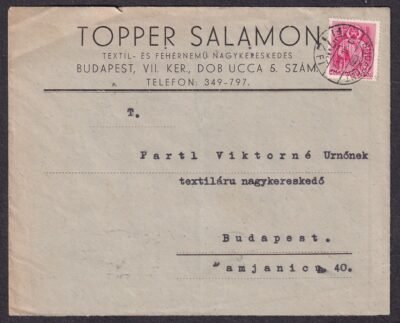 TOPPER SALAMON
TEXTIL- ÉS FEHÉRNEMŰ NAGYKERESKEDÉS
BUDAPEST, VII. KER., DOB UCCA 5. SZÁM.
TELEFON: 349-797.
T.
Partl Viktorné Urnőnek
textiláru nagykereskedő
Budapest.
Damjanicu 40.